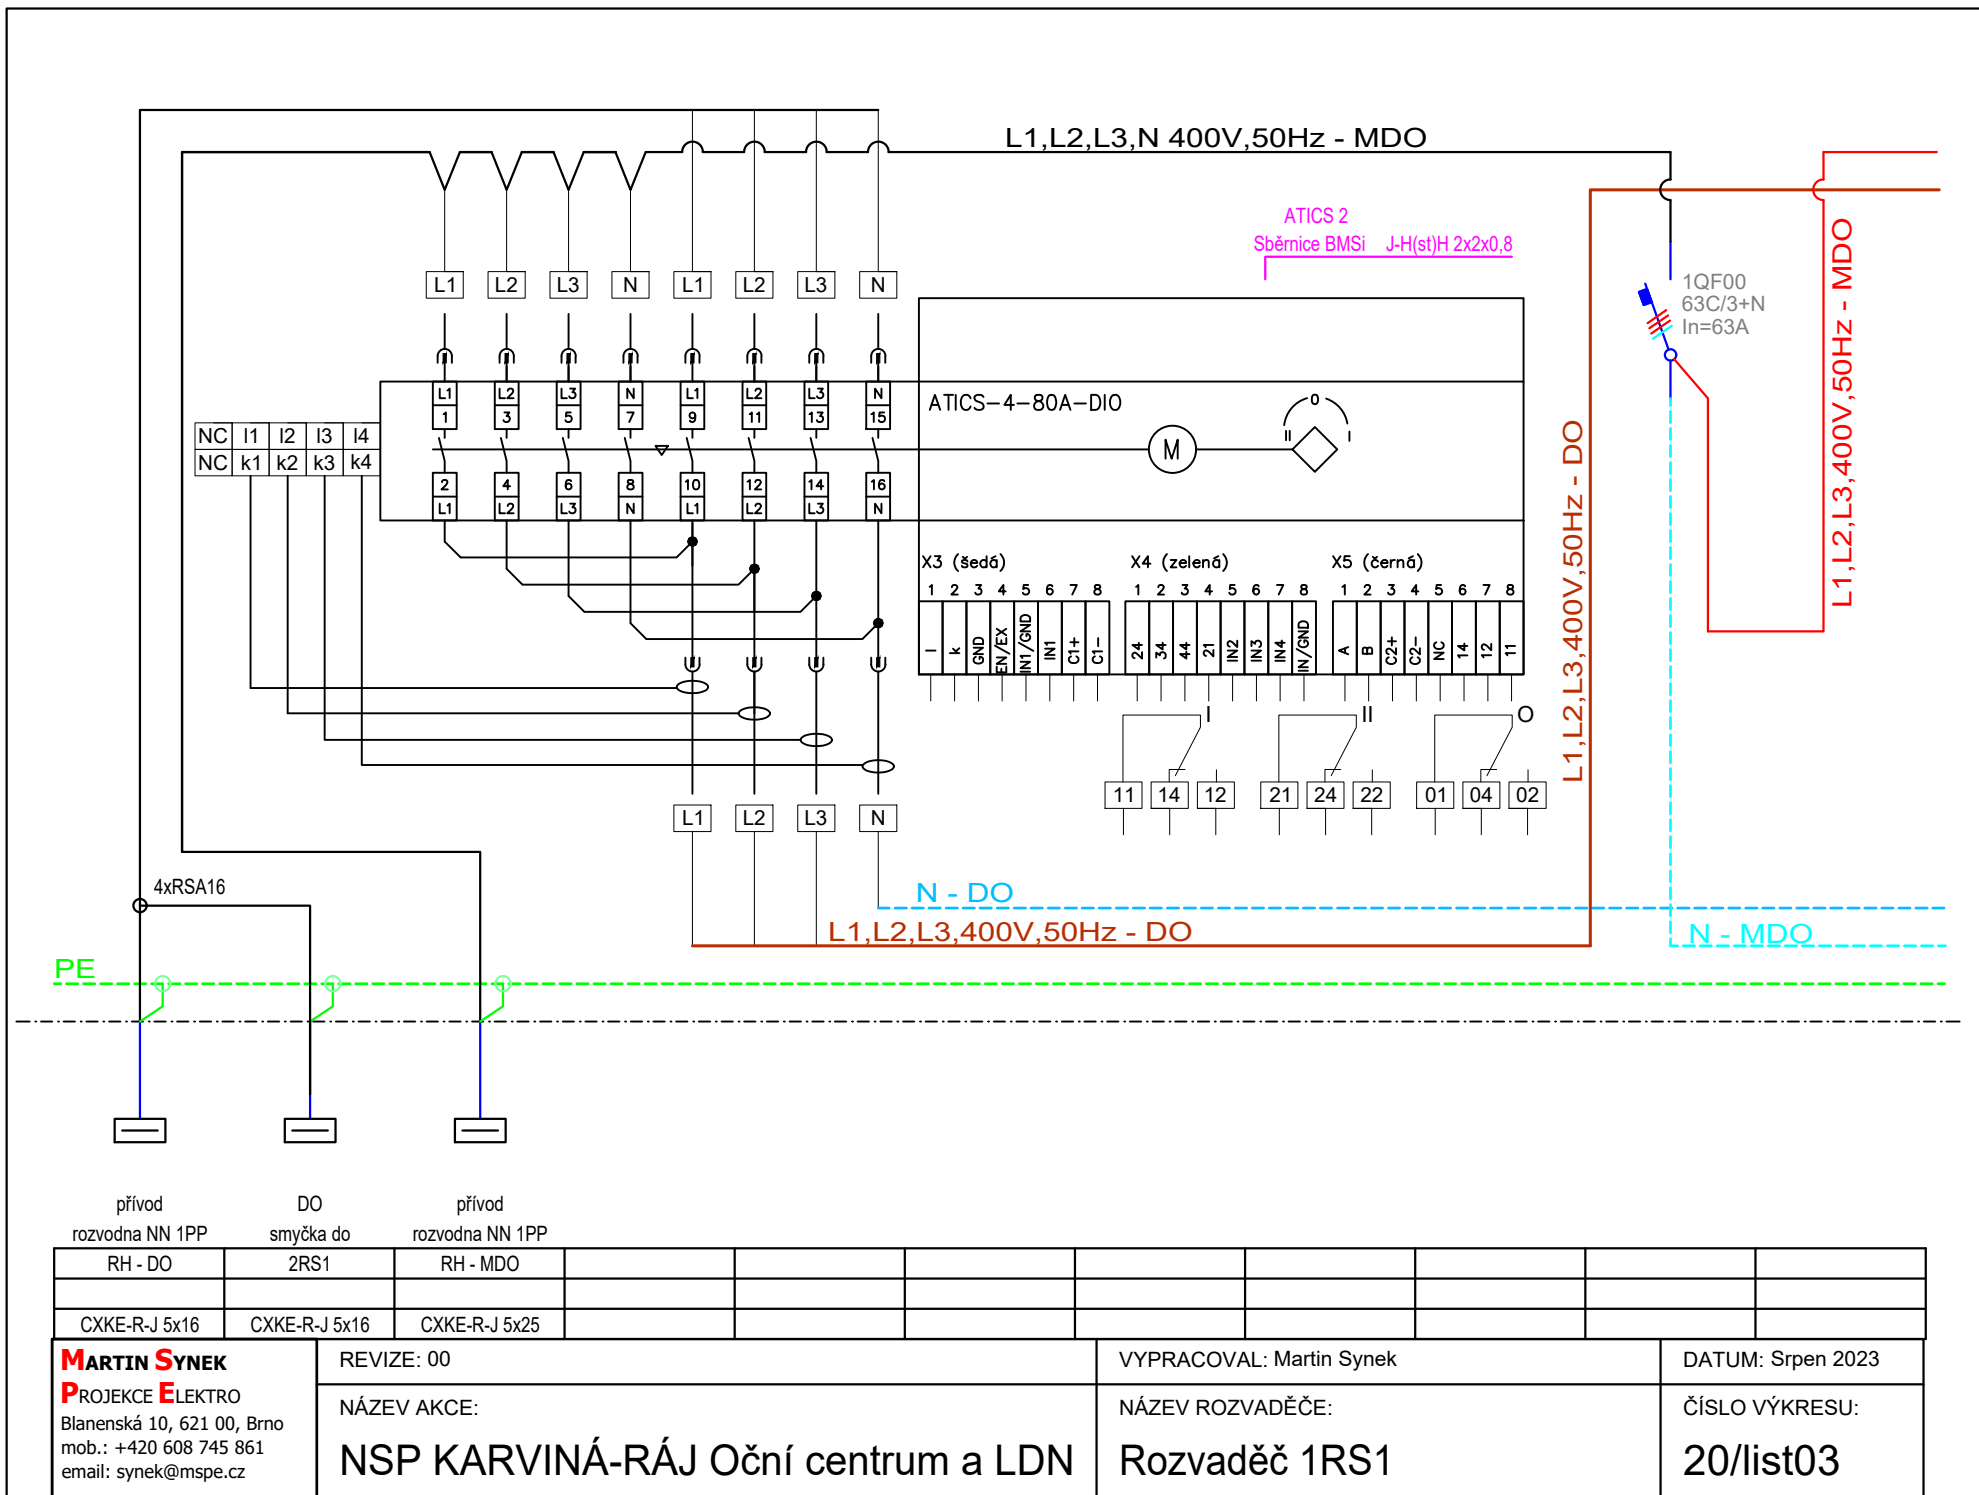 L1,L2,L3,N 400V,50Hz - MDO
ATICS 2
Sběrnice BMSi J-H(st)H 2x2x0,8
L1 L2 L3 N L1 L2 L3 N
1QF00
63C/3+N
In=63A
L1,L2,L3,400V,50Hz - MDO
L1 L2 L3 N L1 L2 L3 N
1 3 5 7 9 11 13 15
ATICS-4-80A-DIO
0
II I
M
NC l1 l2 l3 l4
NC k1 k2 k3 k4
2 4 6 8 10 12 14 16
L1 L2 L3 N L1 L2 L3 N
L1,L2,L3,400V,50Hz - DO
X3 (šedá) X4 (zelená) X5 (černá)
1 2 3 4 5 6 7 8 1 2 3 4 5 6 7 8 1 2 3 4 5 6 7 8
l k GND EN/EX IN1/GND IN1 C1+ C1- 24 34 44 21 IN2 IN3 IN4 IN/GND A B C2+ C2- NC 14 12 11
I II O
11 14 12 21 24 22 01 04 02
L1 L2 L3 N
4xRSA16
N - DO
L1,L2,L3,400V,50Hz - DO
N - MDO
PE
přívod DO přívod
rozvodna NN 1PP smyčka do rozvodna NN 1PP
RH - DO 2RS1 RH - MDO
CXKE-R-J 5x16 CXKE-R-J 5x16 CXKE-R-J 5x25
MARTIN SYNEK
PROJEKCE ELEKTRO
Blanenská 10, 621 00, Brno
mob.: +420 608 745 861
email: synek@mspe.cz
REVIZE: 00
VYPRACOVAL: Martin Synek
DATUM: Srpen 2023
NÁZEV AKCE:
NSP KARVINÁ-RÁJ Oční centrum a LDN
NÁZEV ROZVADĚČE:
Rozvaděč 1RS1
ČÍSLO VÝKRESU:
20/list03